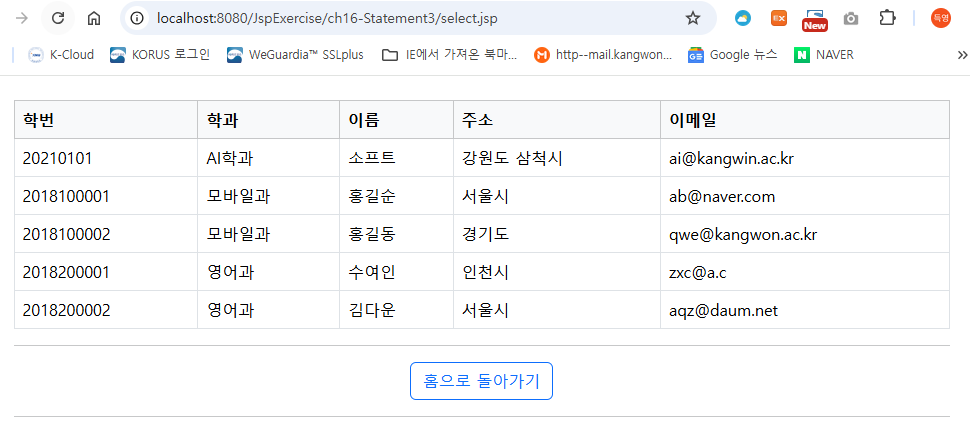 localhost:8080/JspExercise/ch16-Statement3/select.jsp
EX
New
득영
K-Cloud KORUS 로그인 WeGuardia™ SSLplus IE에서 가져온 북마... http--mail.kangwon... Google 뉴스 NAVER
학번 학과 이름 주소 이메일
20210101 AI학과 소프트 강원도 삼척시 ai@kangwin.ac.kr
2018100001 모바일과 홍길순 서울시 ab@naver.com
2018100002 모바일과 홍길동 경기도 qwe@kangwon.ac.kr
2018200001 영어과 수여인 인천시 zxc@a.c
2018200002 영어과 김다운 서울시 aqz@daum.net
홈으로 돌아가기